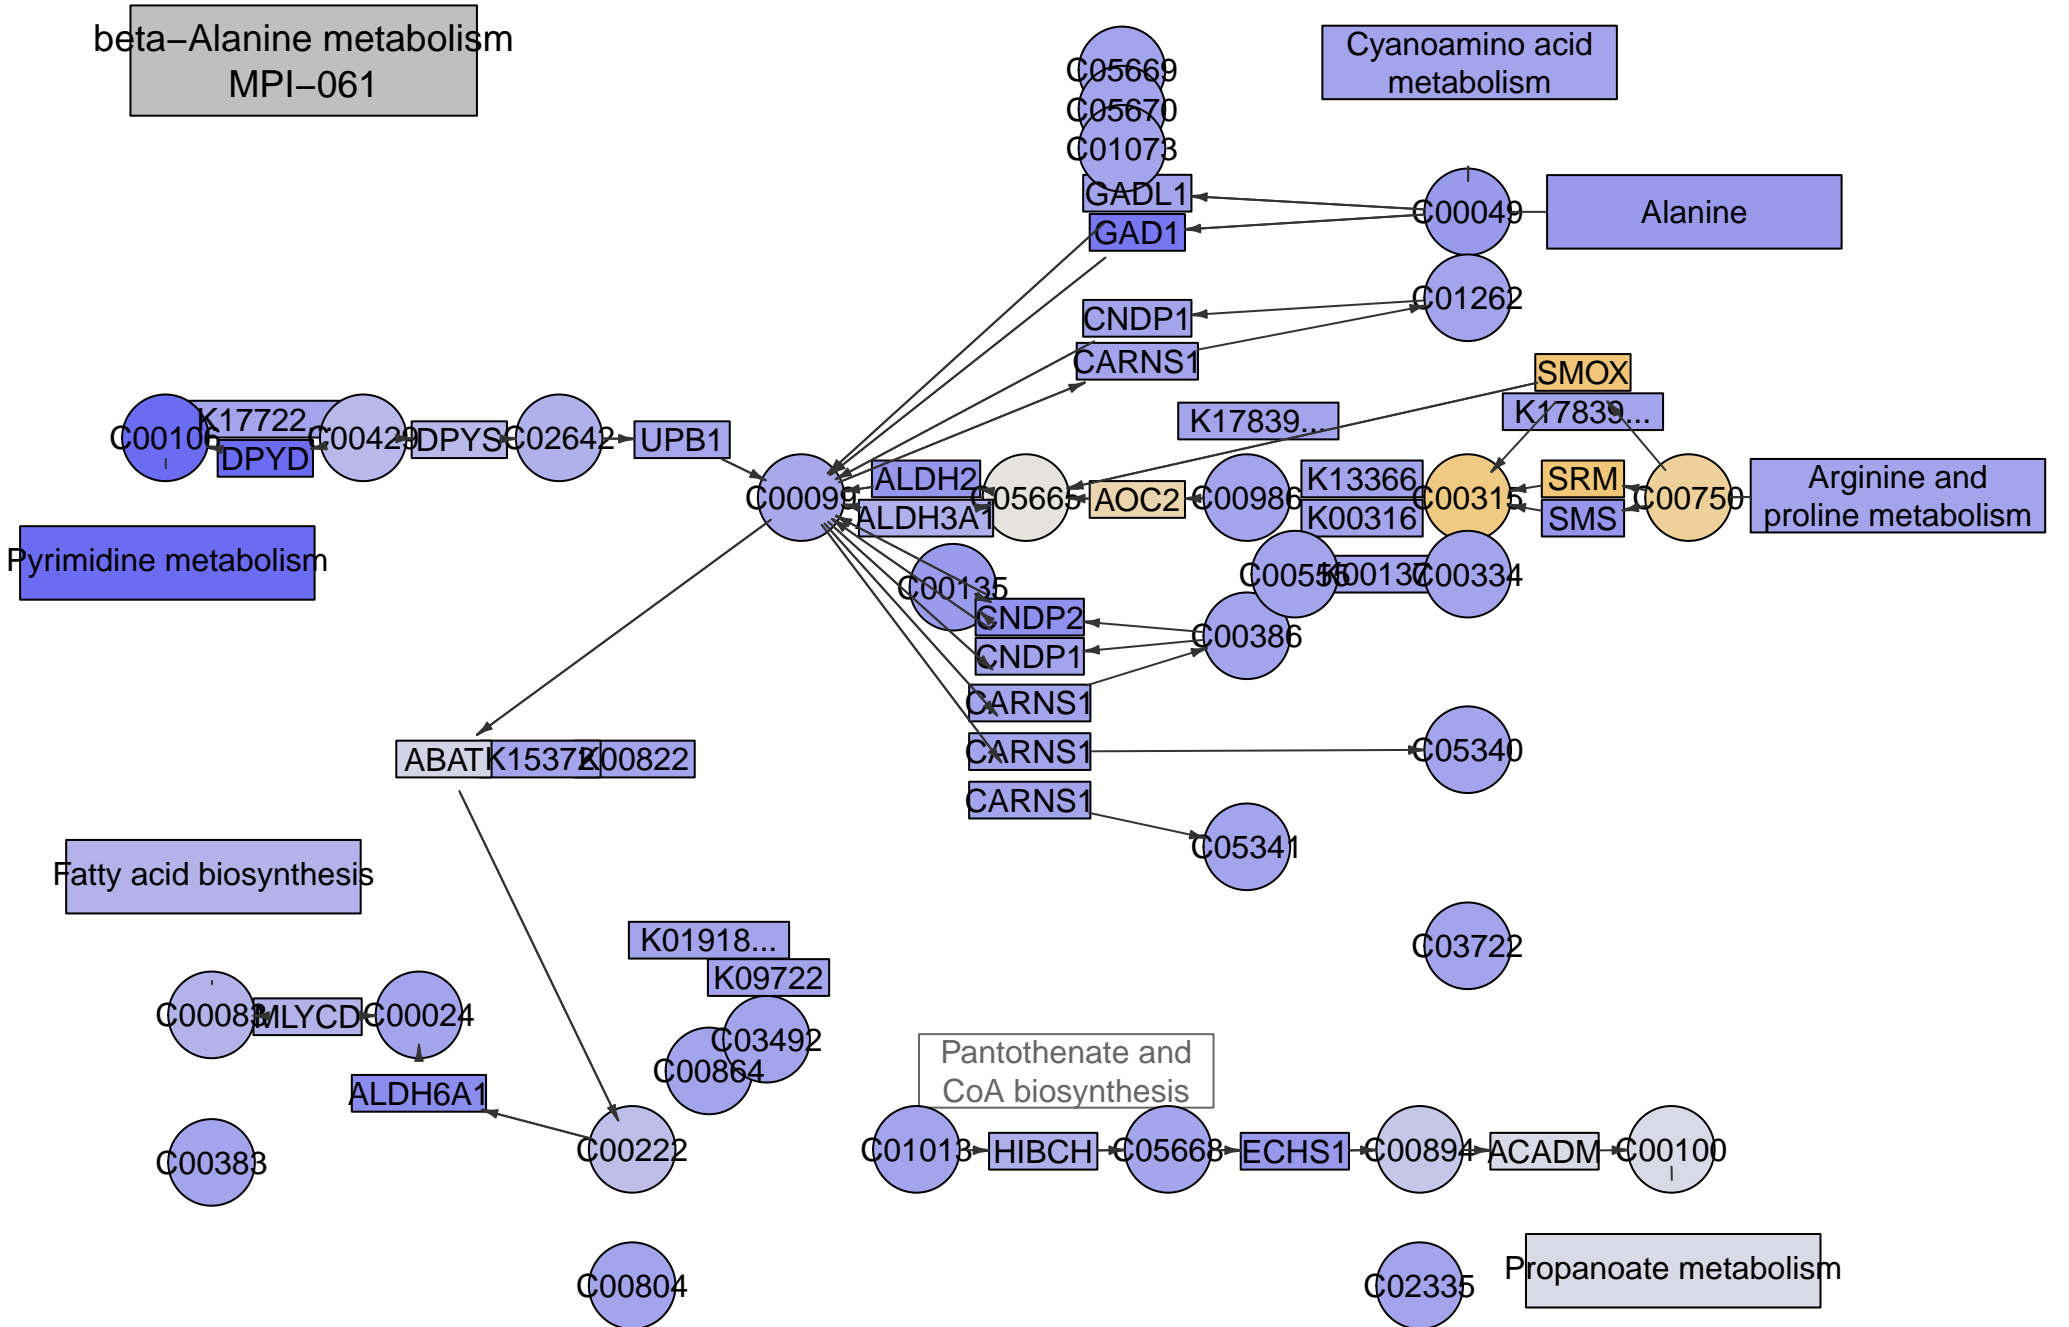 beta−Alanine metabolism
MPI−061
C05669
C05670
C01073
Cyanoamino acid
metabolism
GADL1
GAD1
C00049
Alanine
CNDP1
CARNS1
C01262
SMOX
K17839...
K17839...
C00106
K17722
DPYD
C00429
DPYS
C02642
UPB1
C00099
ALDH2
ALDH3A1
C05665
AOC2
C00986
K13366
K00316
C00315
SRM
SMS
C00750
Arginine and
proline metabolism
Pyrimidine metabolism
C00135
C00555
K00137
C00334
CNDP2
CNDP1
C00386
CARNS1
CARNS1
CARNS1
C05340
C05341
ABAT
K15372
K00822
Fatty acid biosynthesis
K01918...
K09722
C03722
C00083
MLYCD
C00024
C03492
C00864
Pantothenate and
CoA biosynthesis
ALDH6A1
C00383
C00222
C01013
HIBCH
C05668
ECHS1
C00894
ACADM
C00100
C00804
C02335
Propanoate metabolism